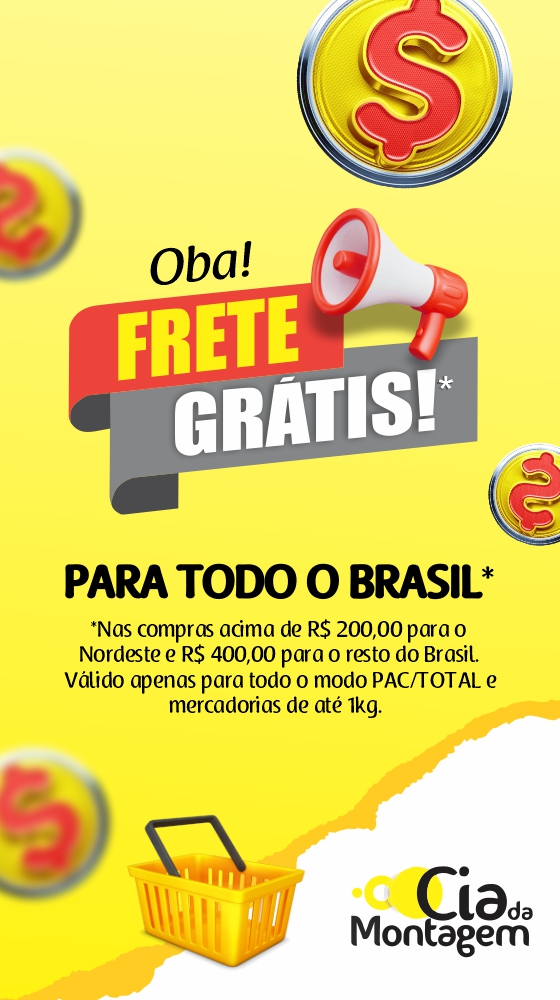 Oba!
FRETE
GRÁTIS!*
PARA TODO O BRASIL*
*Nas compras acima de R$ 200,00 para o
Nordeste e R$ 400,00 para o resto do Brasil.
Válido apenas para todo o modo PAC/TOTAL e
mercadorias de até 1kg.
Cia da
Montagem